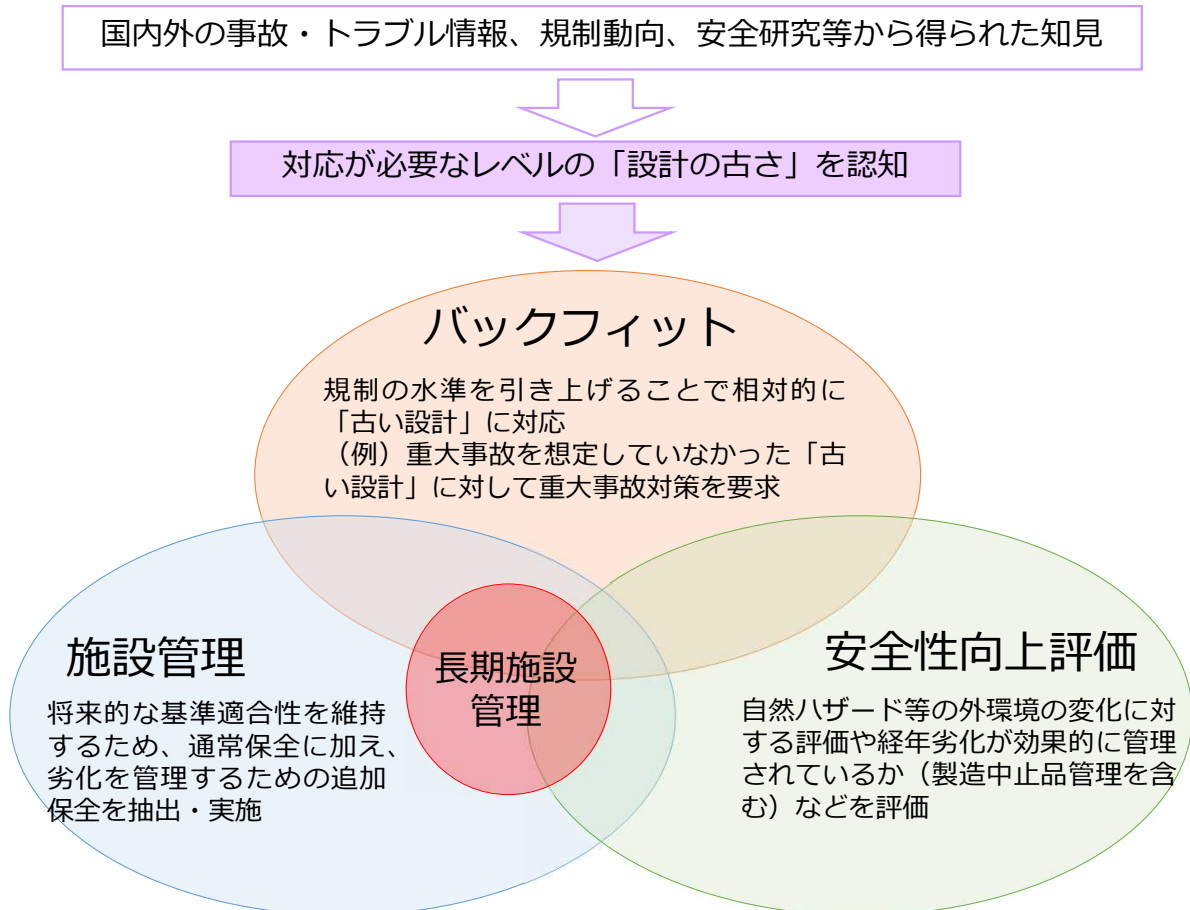 国内外の事故・トラブル情報、規制動向、安全研究等から得られた知見
対応が必要なレベルの「設計の古さ」を認知
バックフィット
規制の水準を引き上げることで相対的に
「古い設計」に対応
（例）重大事故を想定していなかった「古
い設計」に対して重大事故対策を要求
施設管理
将来的な基準適合性を維持
するため、通常保全に加え、
劣化を管理するための追加
保全を抽出・実施
長期施設
管理
安全性向上評価
自然ハザード等の外環境の変化に対
する評価や経年劣化が効果的に管理
されているか（製造中止品管理を含
む）などを評価